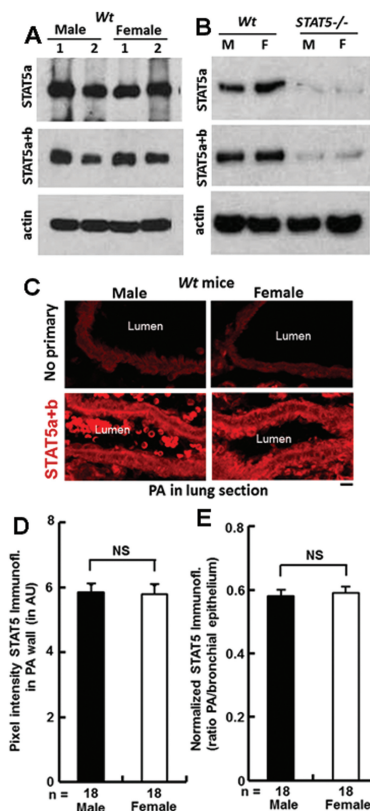 A
Wt
Male Female
1 2 1 2
STAT5a
STAT5a+b
actin
B
Wt STAT5-/-
M F M F
STAT5a
STAT5a+b
actin
C
Wt mice
Male Female
No primary
Lumen
Lumen
STAT5a+b
Lumen
Lumen
PA in lung section
D
Pixel intensity STAT5 Immunofl.
in PA wall (in AU)
8
6
4
2
0
NS
n = 18 18
Male Female
E
Normalized STAT5 Immunofl.
(ratio PA/bronchial epithelium)
0.8
0.6
0.4
0.2
0
NS
n = 18 18
Male Female